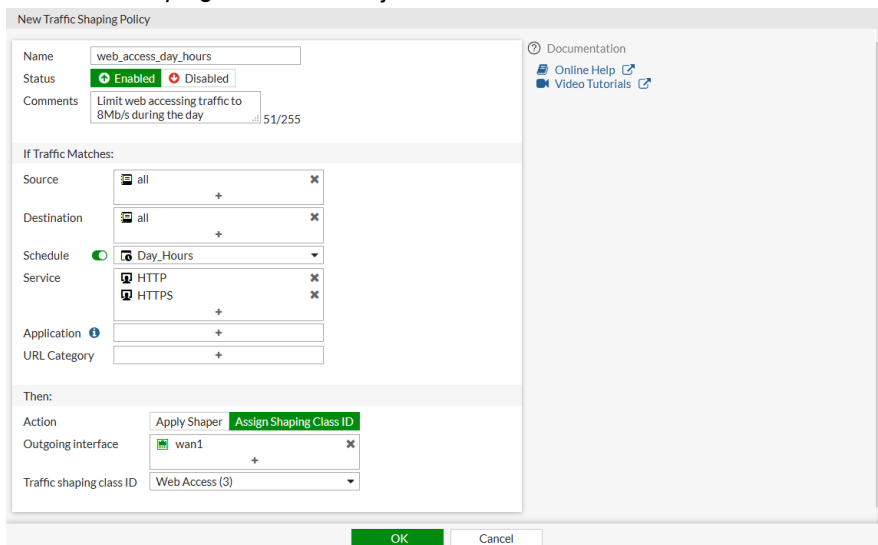 New Traffic Shaping Policy
Name web_access_day_hours
Documentation
Online Help
Status Enabled Disabled
Video Tutorials
Comments Limit web accessing traffic to
8Mb/s during the day 51/255
If Traffic Matches:
Source all
+
Destination all
+
Schedule Day_Hours
Service HTTP
HTTPS
+
Application +
URL Category +
Then:
Action Apply Shaper Assign Shaping Class ID
Outgoing interface wan1
+
Traffic shaping class ID Web Access (3)
OK Cancel